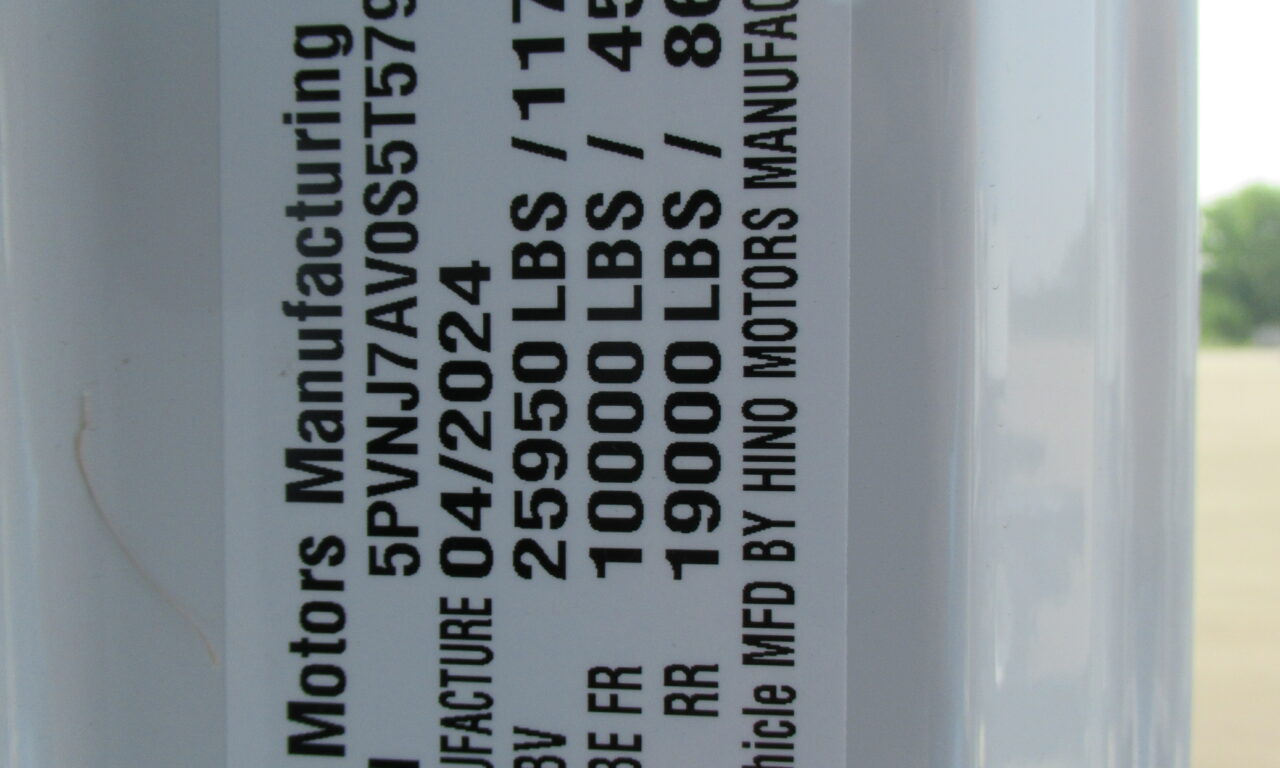 Motors Manufacturing
5PVNJ7AV0S5T579
UFACTURE 04/2024
BV 25950 LBS / 117
BE FR 10000 LBS / 45
RR 19000 LBS / 86
hicle MFD BY HINO MOTORS MANUFAC